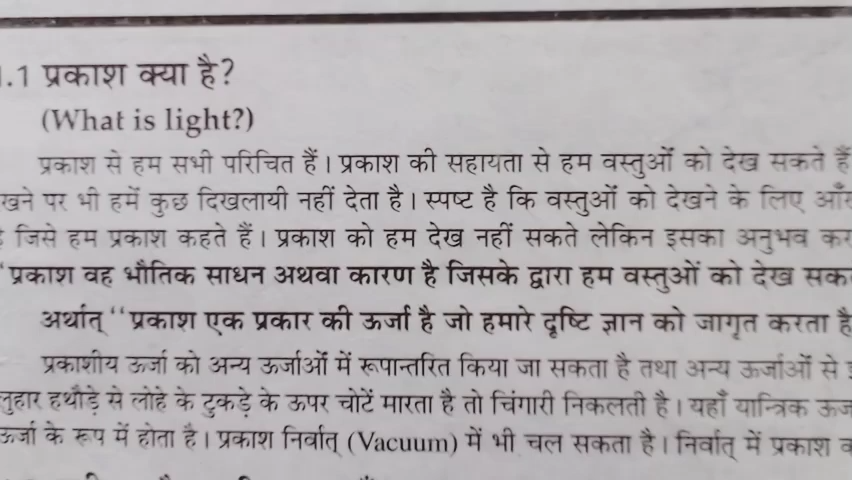 .1 प्रकाश क्या है?
(What is light?)
प्रकाश से हम सभी परिचित हैं। प्रकाश की सहायता से हम वस्तुओं को देख सकते हैं
खने पर भी हमें कुछ दिखलायी नहीं देता है। स्पष्ट है कि वस्तुओं को देखने के लिए
जिसे हम प्रकाश कहते हैं। प्रकाश को हम देख नहीं सकते लेकिन इसका अनुभव कर
“प्रकाश वह भौतिक साधन अथवा कारण है जिसके द्वारा हम वस्तुओं को देख सक
अर्थात् “प्रकाश एक प्रकार की ऊर्जा है जो हमारे दृष्टि ज्ञान को जागृत करता है
प्रकाशीय ऊर्जा को अन्य ऊर्जाओं में रूपान्तरित किया जा सकता है तथा अन्य ऊर्जाओं से
लुहार हथौड़े से लोहे के टुकड़े के ऊपर चोटें मारता है तो चिंगारी निकलती है। यहाँ यान्त्रिक
ऊर्जा के रूप में होता है। प्रकाश निर्वात् (Vacuum) में भी चल सकता है। निर्वात् में प्रकाश